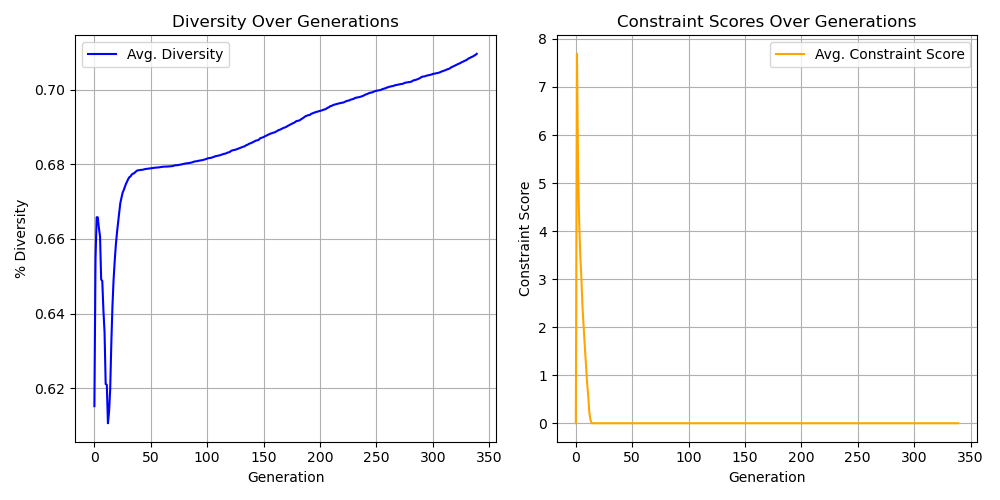 Diversity Over Generations
Avg. Diversity
% Diversity
0.70
0.68
0.66
0.64
0.62
0 50 100 150 200 250 300 350
Generation
Constraint Scores Over Generations
Avg. Constraint Score
Constraint Score
8
7
6
5
4
3
2
1
0
0 50 100 150 200 250 300 350
Generation